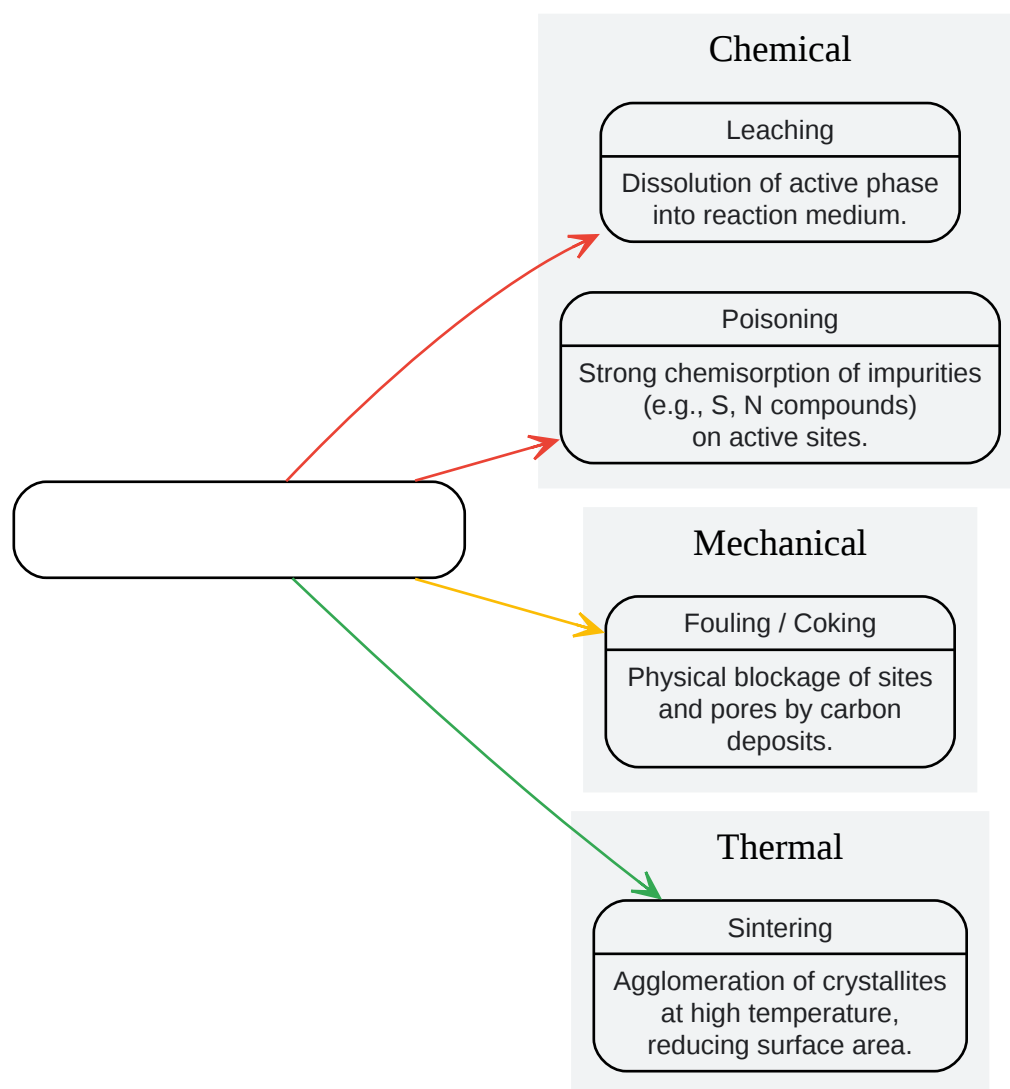 Chemical
Leaching
Dissolution of active phase
into reaction medium.
Poisoning
Strong chemisorption of impurities
(e.g., S, N compounds)
on active sites.
Mechanical
Fouling / Coking
Physical blockage of sites
and pores by carbon
deposits.
Thermal
Sintering
Agglomeration of crystallites
at high temperature,
reducing surface area.